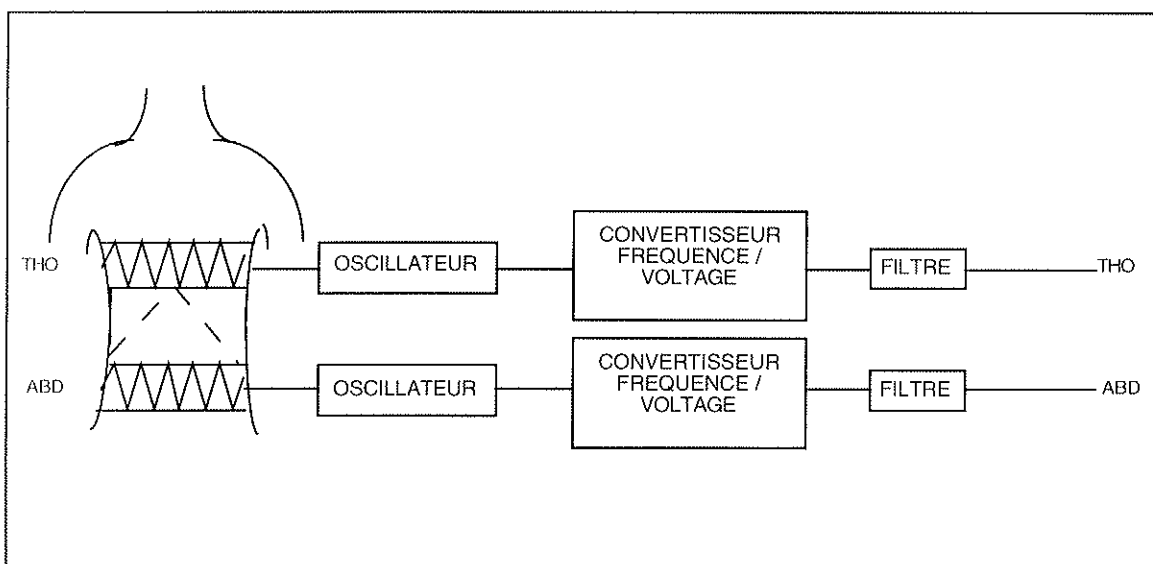 THO
OSCILLATEUR
CONVERTISSEUR
FREQUENCE /
VOLTAGE
FILTRE
THO
ABD
OSCILLATEUR
CONVERTISSEUR
FREQUENCE /
VOLTAGE
FILTRE
ABD